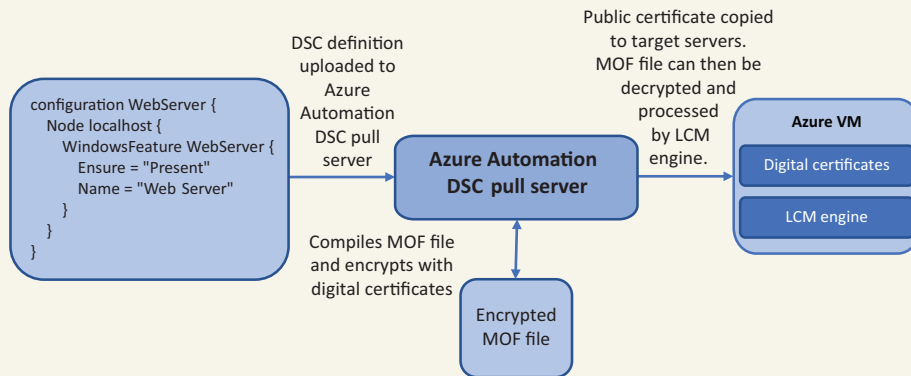 configuration WebServer {
Node localhost {
WindowsFeature WebServer {
Ensure = "Present"
Name = "Web Server"
}
}
}
DSC definition
uploaded to
Azure
Automation
DSC pull
server
Azure Automation
DSC pull server
Compiles MOF file
and encrypts with
digital certificates
Encrypted
MOF file
Public certificate copied
to target servers.
MOF file can then be
decrypted and
processed
by LCM
engine.
Azure VM
Digital certificates
LCM engine